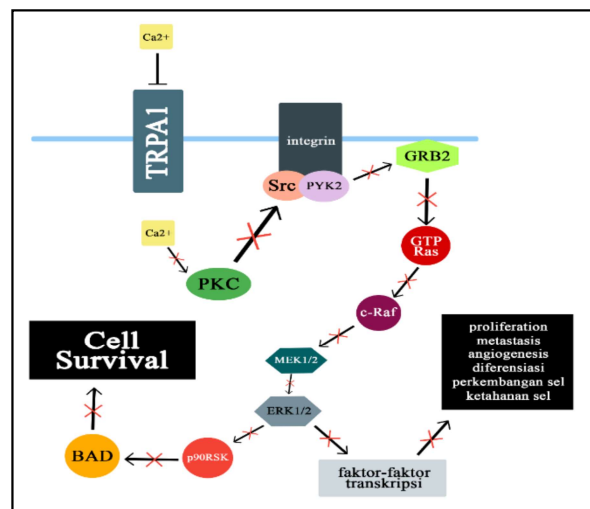 Ca2+
TRPA1
integrin
Src
PYK2
GRB2
Ca2+
PKC
GTP
Ras
c-Raf
MEK1/2
ERK1/2
p90RSK
BAD
Cell
Survival
faktor-faktor
transkripsi
proliferation
metastasis
angiogenesis
diferensiasi
perkembangan sel
ketahanan sel